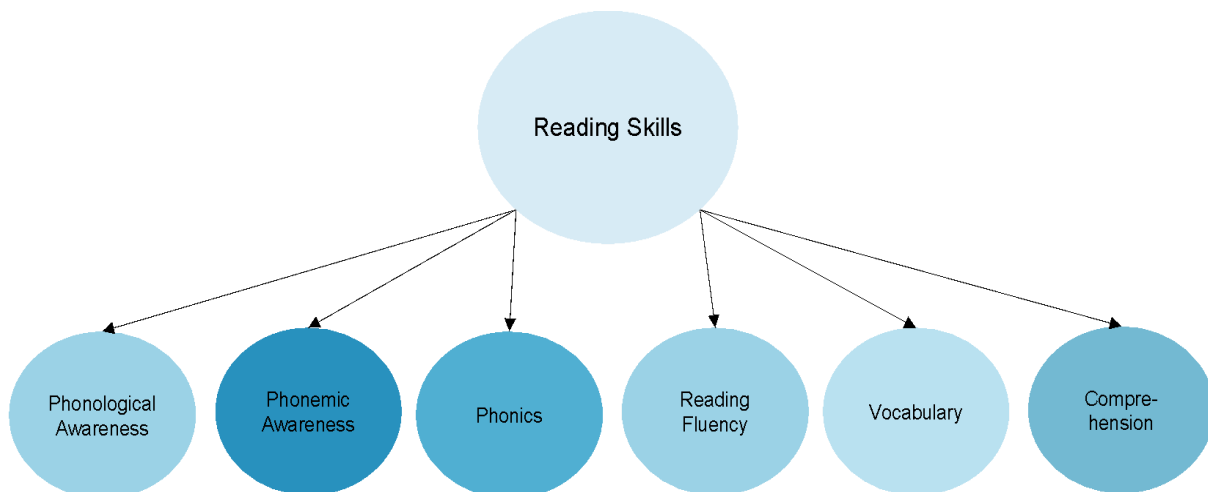 Reading Skills
Phonological
Awareness
Phonemic
Awareness
Phonics
Reading
Fluency
Vocabulary
Compre-
hension